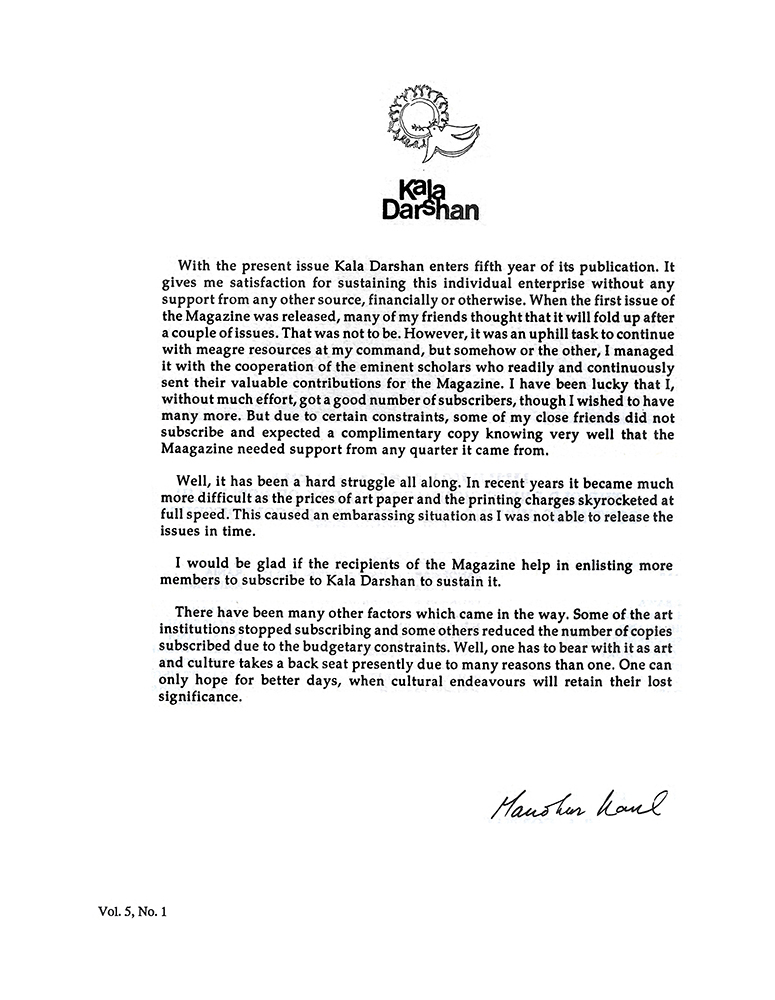 Kala
Darshan
With the present issue Kala Darshan enters fifth year of its publication. It
gives me satisfaction for sustaining this individual enterprise without any
support from any other source, financially or otherwise. When the first issue of
the Magazine was released, many of my friends thought that it will fold up after
a couple of issues. That was not to be. However, it was an uphill task to continue
with meagre resources at my command, but somehow or the other, I managed
it with the cooperation of the eminent scholars who readily and continuously
sent their valuable contributions for the Magazine. I have been lucky that I,
without much effort, got a good number of subscribers, though I wished to have
many more. But due to certain constraints, some of my close friends did not
subscribe and expected a complimentary copy knowing very well that the
Maagazine needed support from any quarter it came from.
Well, it has been a hard struggle all along. In recent years it became much
more difficult as the prices of art paper and the printing charges skyrocketed at
full speed. This caused an embarassing situation as I was not able to release the
issues in time.
I would be glad if the recipients of the Magazine help in enlisting more
members to subscribe to Kala Darshan to sustain it.
There have been many other factors which came in the way. Some of the art
institutions stopped subscribing and some others reduced the number of copies
subscribed due to the budgetary constraints. Well, one has to bear with it as art
and culture takes a back seat presently due to many reasons than one. One can
only hope for better days, when cultural endeavours will retain their lost
significance.
Manohar Kaul
Vol. 5, No. 1